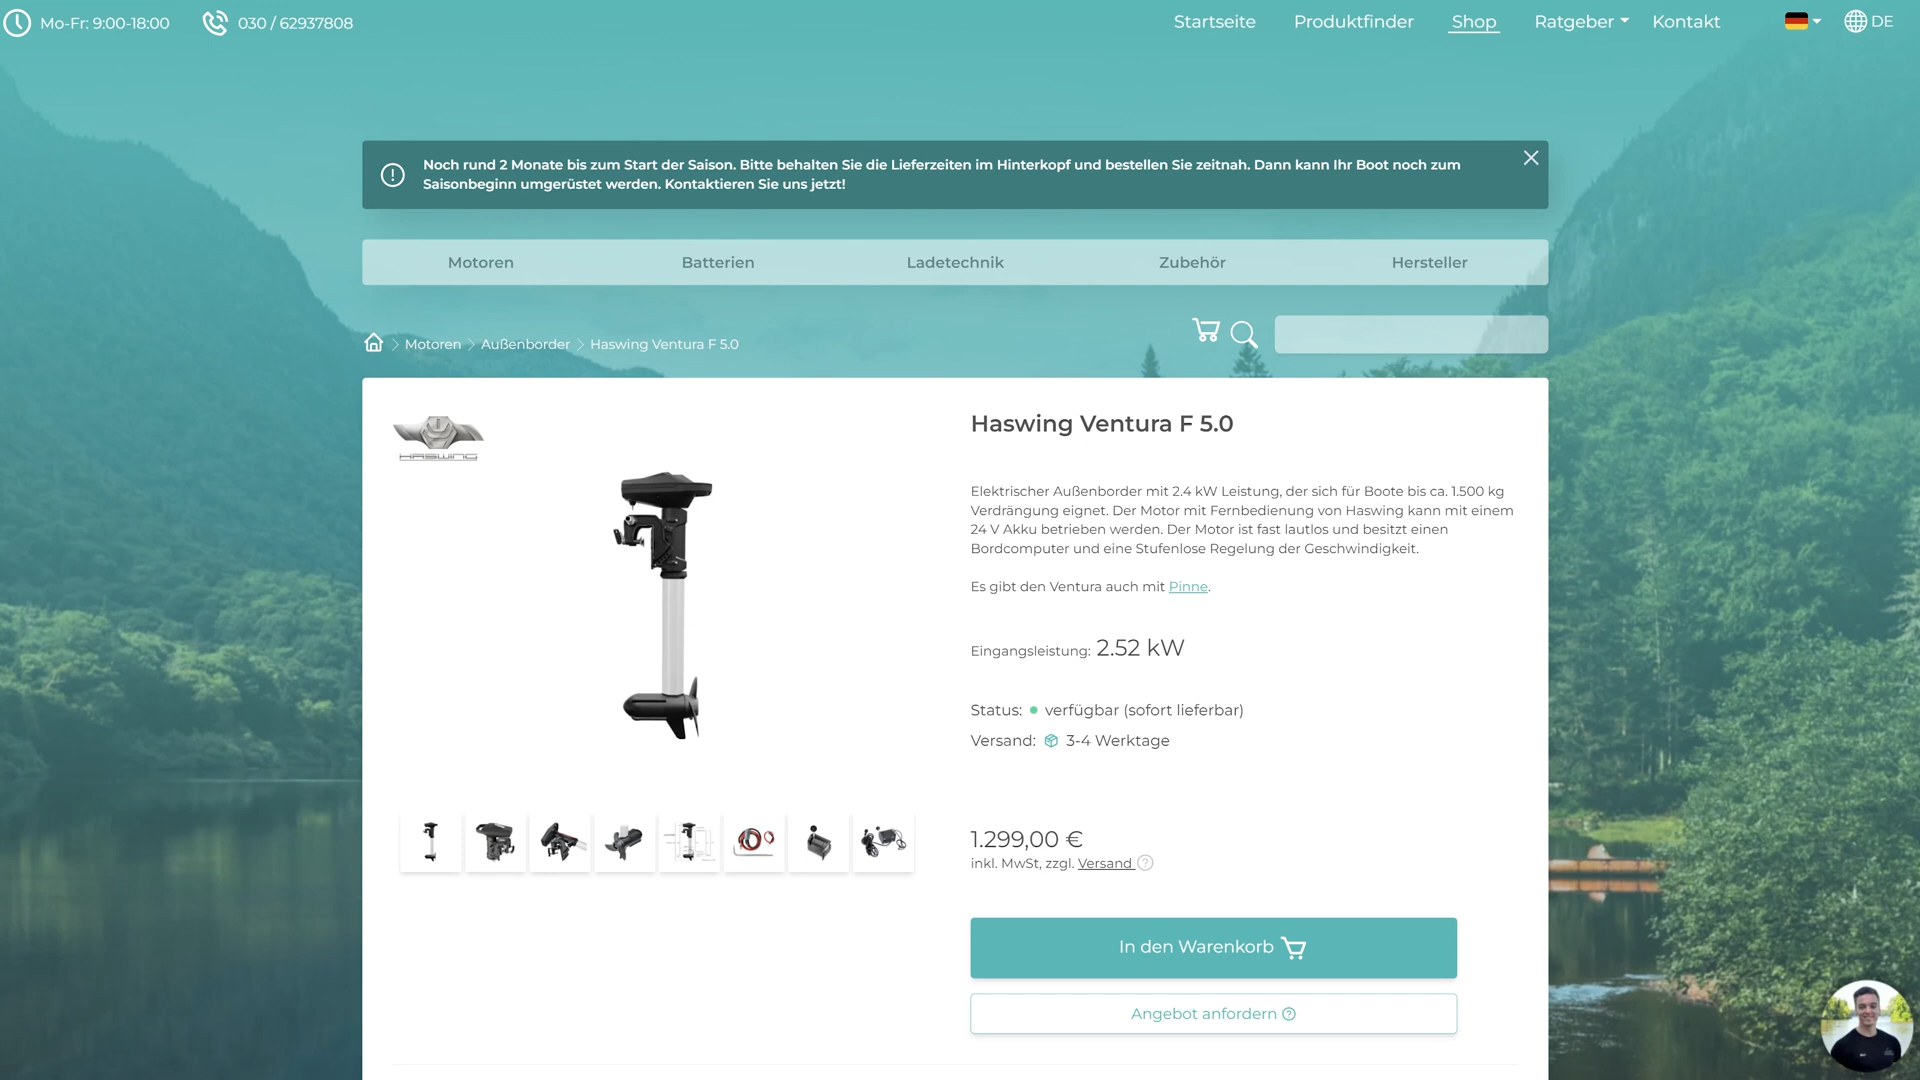 Mo-Fr: 9:00-18:00
030 / 62937808
Startseite
Produktfinder
Shop
Ratgeber
Kontakt
DE
Noch rund 2 Monate bis zum Start der Saison. Bitte behalten Sie die Lieferzeiten im Hinterkopf und bestellen Sie zeitnah. Dann kann Ihr Boot noch zum
Saisonbeginn umgerüstet werden. Kontaktieren Sie uns jetzt!
Motoren
Batterien
Ladetechnik
Zubehör
Hersteller
Motoren
Außenborder
Haswing Ventura F 5.0
HASWING
Haswing Ventura F 5.0
Elektrischer Außenborder mit 2.4 kW Leistung, der sich für Boote bis ca. 1.500 kg
Verdrängung eignet. Der Motor mit Fernbedienung von Haswing kann mit einem
24 V Akku betrieben werden. Der Motor ist fast lautlos und besitzt einen
Bordcomputer und eine Stufenlose Regelung der Geschwindigkeit.
Es gibt den Ventura auch mit Pinne.
Eingangsleistung: 2.52 kW
Status: verfügbar (sofort lieferbar)
Versand: 3-4 Werktage
1.299,00 €
inkl. MwSt, zzgl. Versand
In den Warenkorb
Angebot anfordern